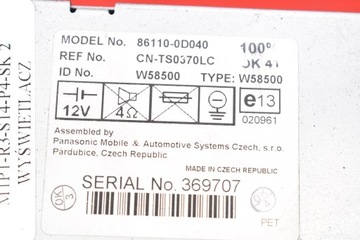 MODEL No. 86110-0D040
100%
REF No. CN-TS0370LC
OK 41
ID No. W58500 TYPE: W58500
12V
4Ω
e13
020961
Assembled by
Panasonic Mobile & Automotive Systems Czech, s.r.o.
Pardubice, Czech Republic
MADE IN CZECH REPUBLIC
SERIAL No. 369707
OK
3
PET
M1P1-R3-S14-P4-SK 2
WYŚWIETLACZ